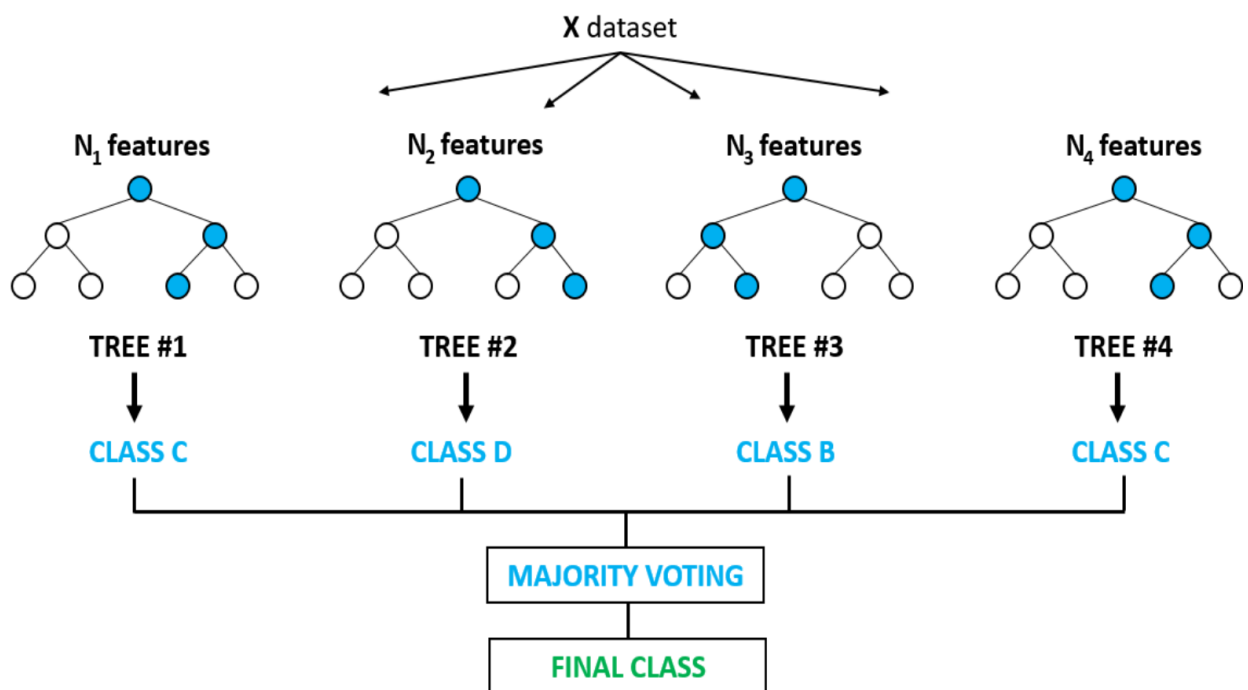 X dataset
N₁ features
N₂ features
N₃ features
N₄ features
TREE #1
TREE #2
TREE #3
TREE #4
CLASS C
CLASS D
CLASS B
CLASS C
MAJORITY VOTING
FINAL CLASS